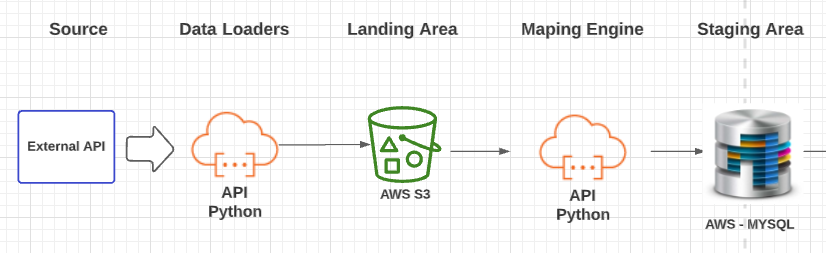 Source
Data Loaders
Landing Area
Maping Engine
Staging Area
External API
API
Python
AWS S3
API
Python
AWS - MYSQL